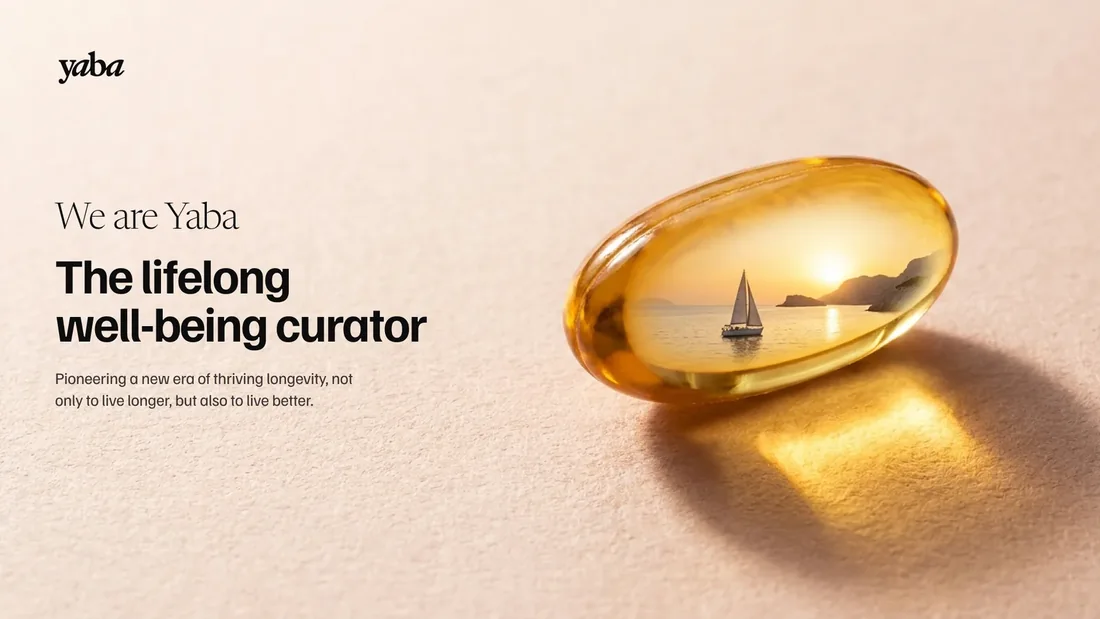 yaba
We are Yaba
The lifelong
well-being curator
Pioneering a new era of thriving longevity, not
only to live longer, but also to live better.